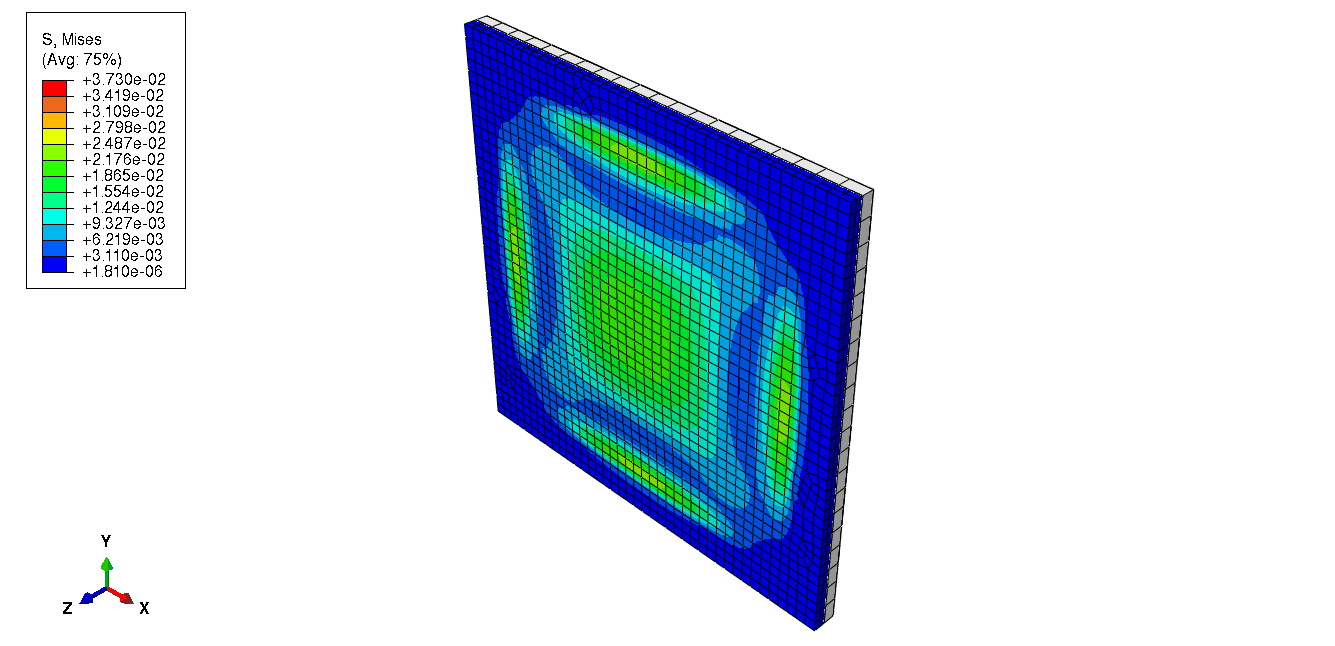 S, Mises
(Avg: 75%)
+3.730e-02
+3.419e-02
+3.109e-02
+2.798e-02
+2.487e-02
+2.176e-02
+1.865e-02
+1.554e-02
+1.244e-02
+9.327e-03
+6.219e-03
+3.110e-03
+1.810e-06
Y
Z X